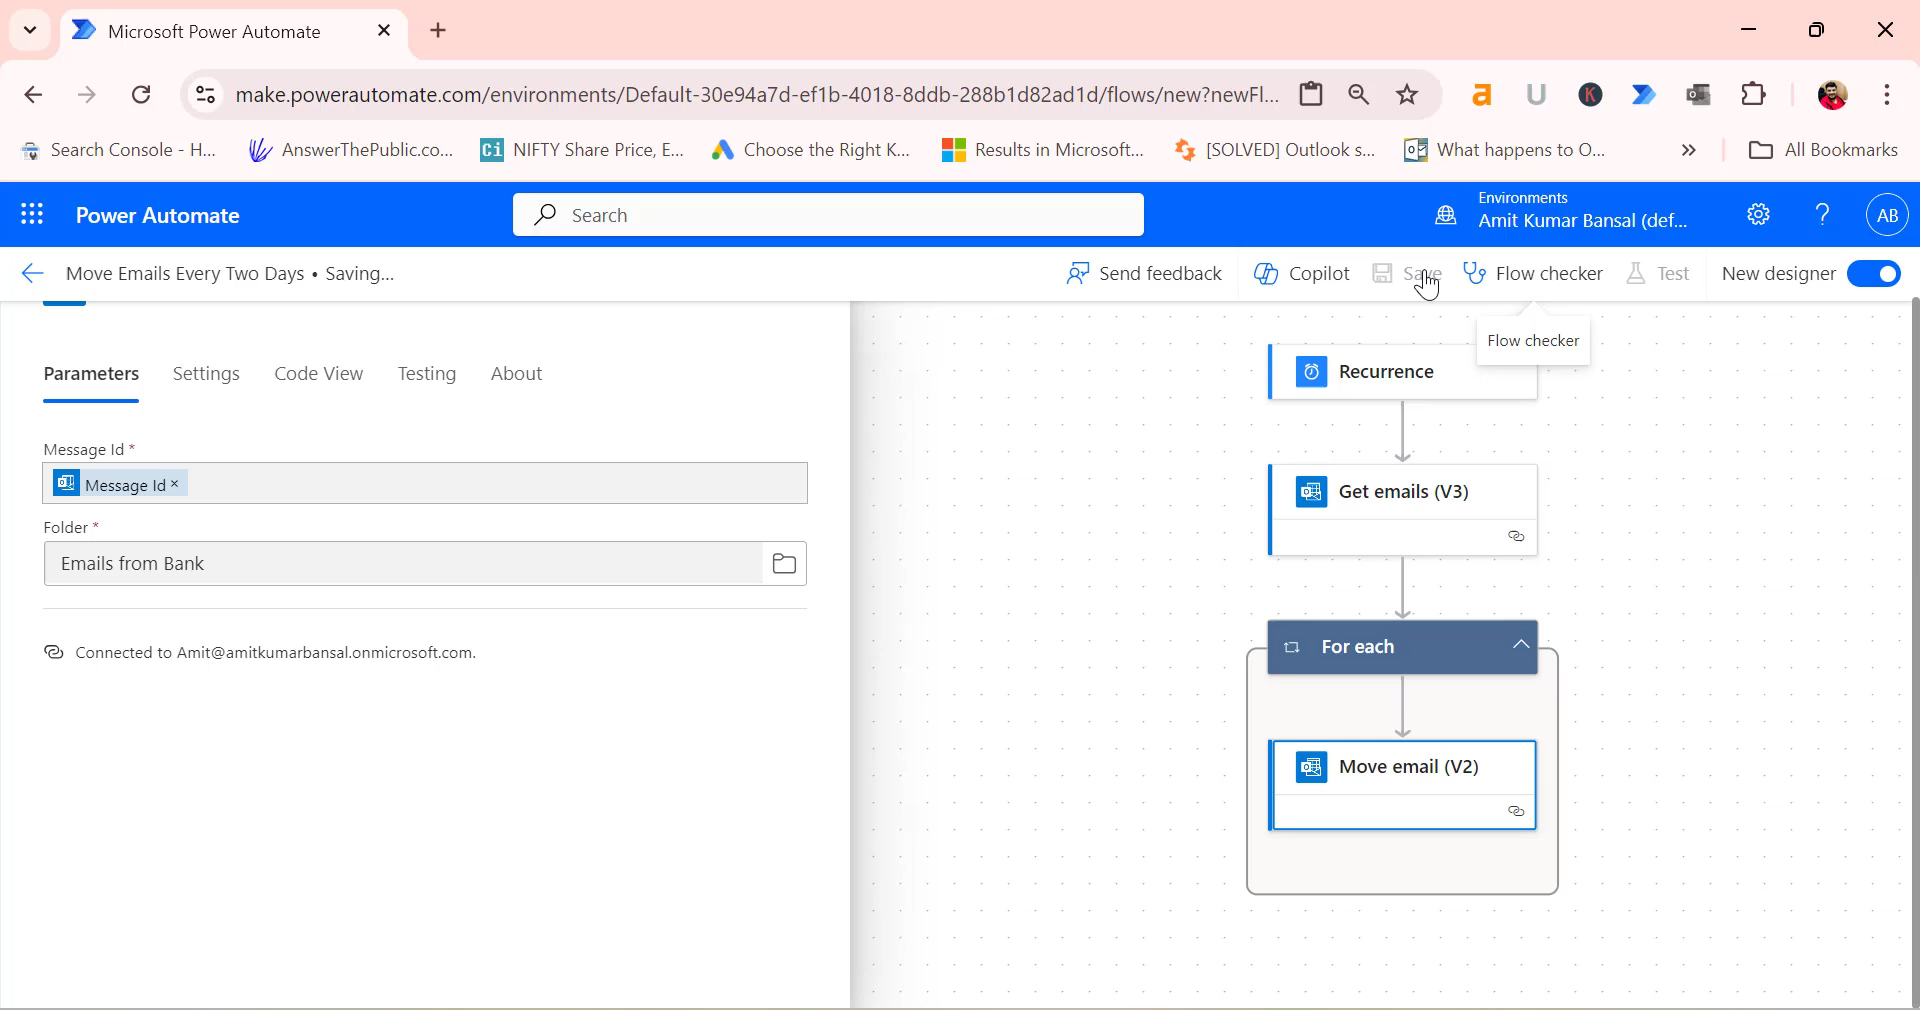 Microsoft Power Automate
make.powerautomate.com/environments/Default-30e94a7d-ef1b-4018-8ddb-288b1d82ad1d/flows/new?newFl...
Search Console - H...
AnswerThePublic.co...
Ci NIFTY Share Price, E...
Choose the Right K...
Results in Microsoft...
[SOLVED] Outlook s...
What happens to O...
All Bookmarks
Power Automate
Search
Environments
Amit Kumar Bansal (def...
AB
Move Emails Every Two Days • Saving...
Send feedback
Copilot
Save
Flow checker
Test
New designer
Flow checker
Parameters
Settings
Code View
Testing
About
Message Id *
Message Id ×
Folder *
Emails from Bank
Connected to Amit@amitkumarbansal.onmicrosoft.com.
Recurrence
Get emails (V3)
For each
Move email (V2)